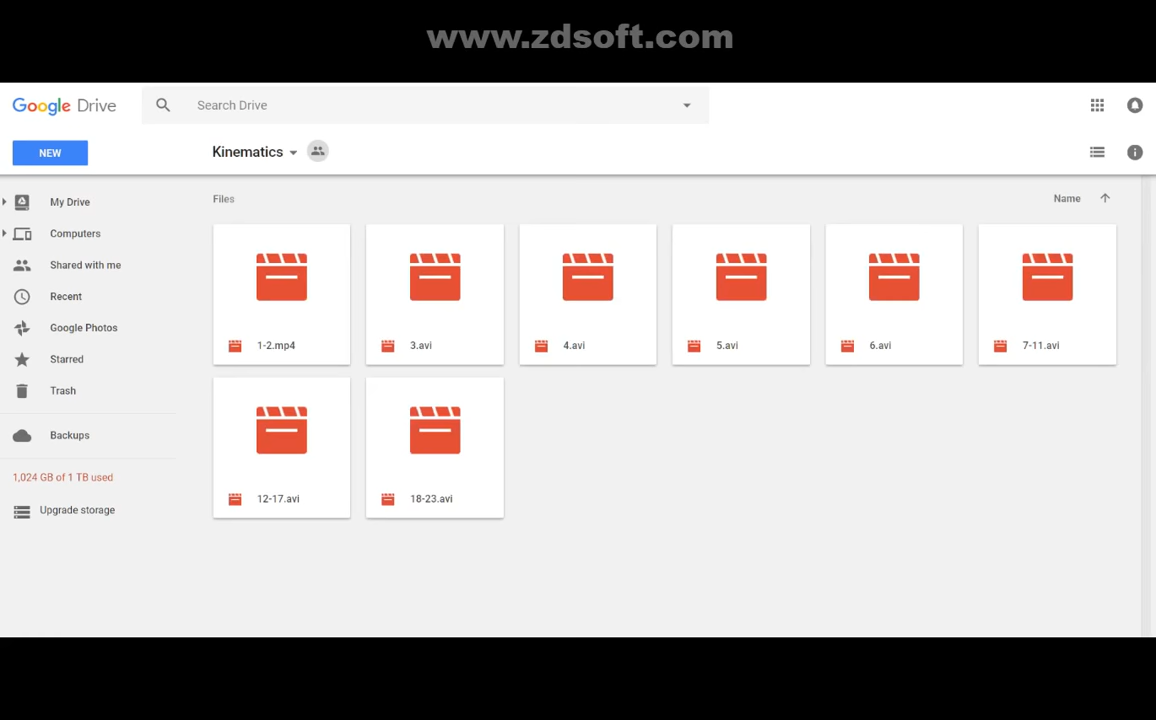 www.zdsoft.com
Google Drive
Search Drive
NEW
Kinematics
My Drive
Computers
Shared with me
Recent
Google Photos
Starred
Trash
Backups
1,024 GB of 1 TB used
Upgrade storage
Files
Name
1-2.mp4
3.avi
4.avi
5.avi
6.avi
7-11.avi
12-17.avi
18-23.avi